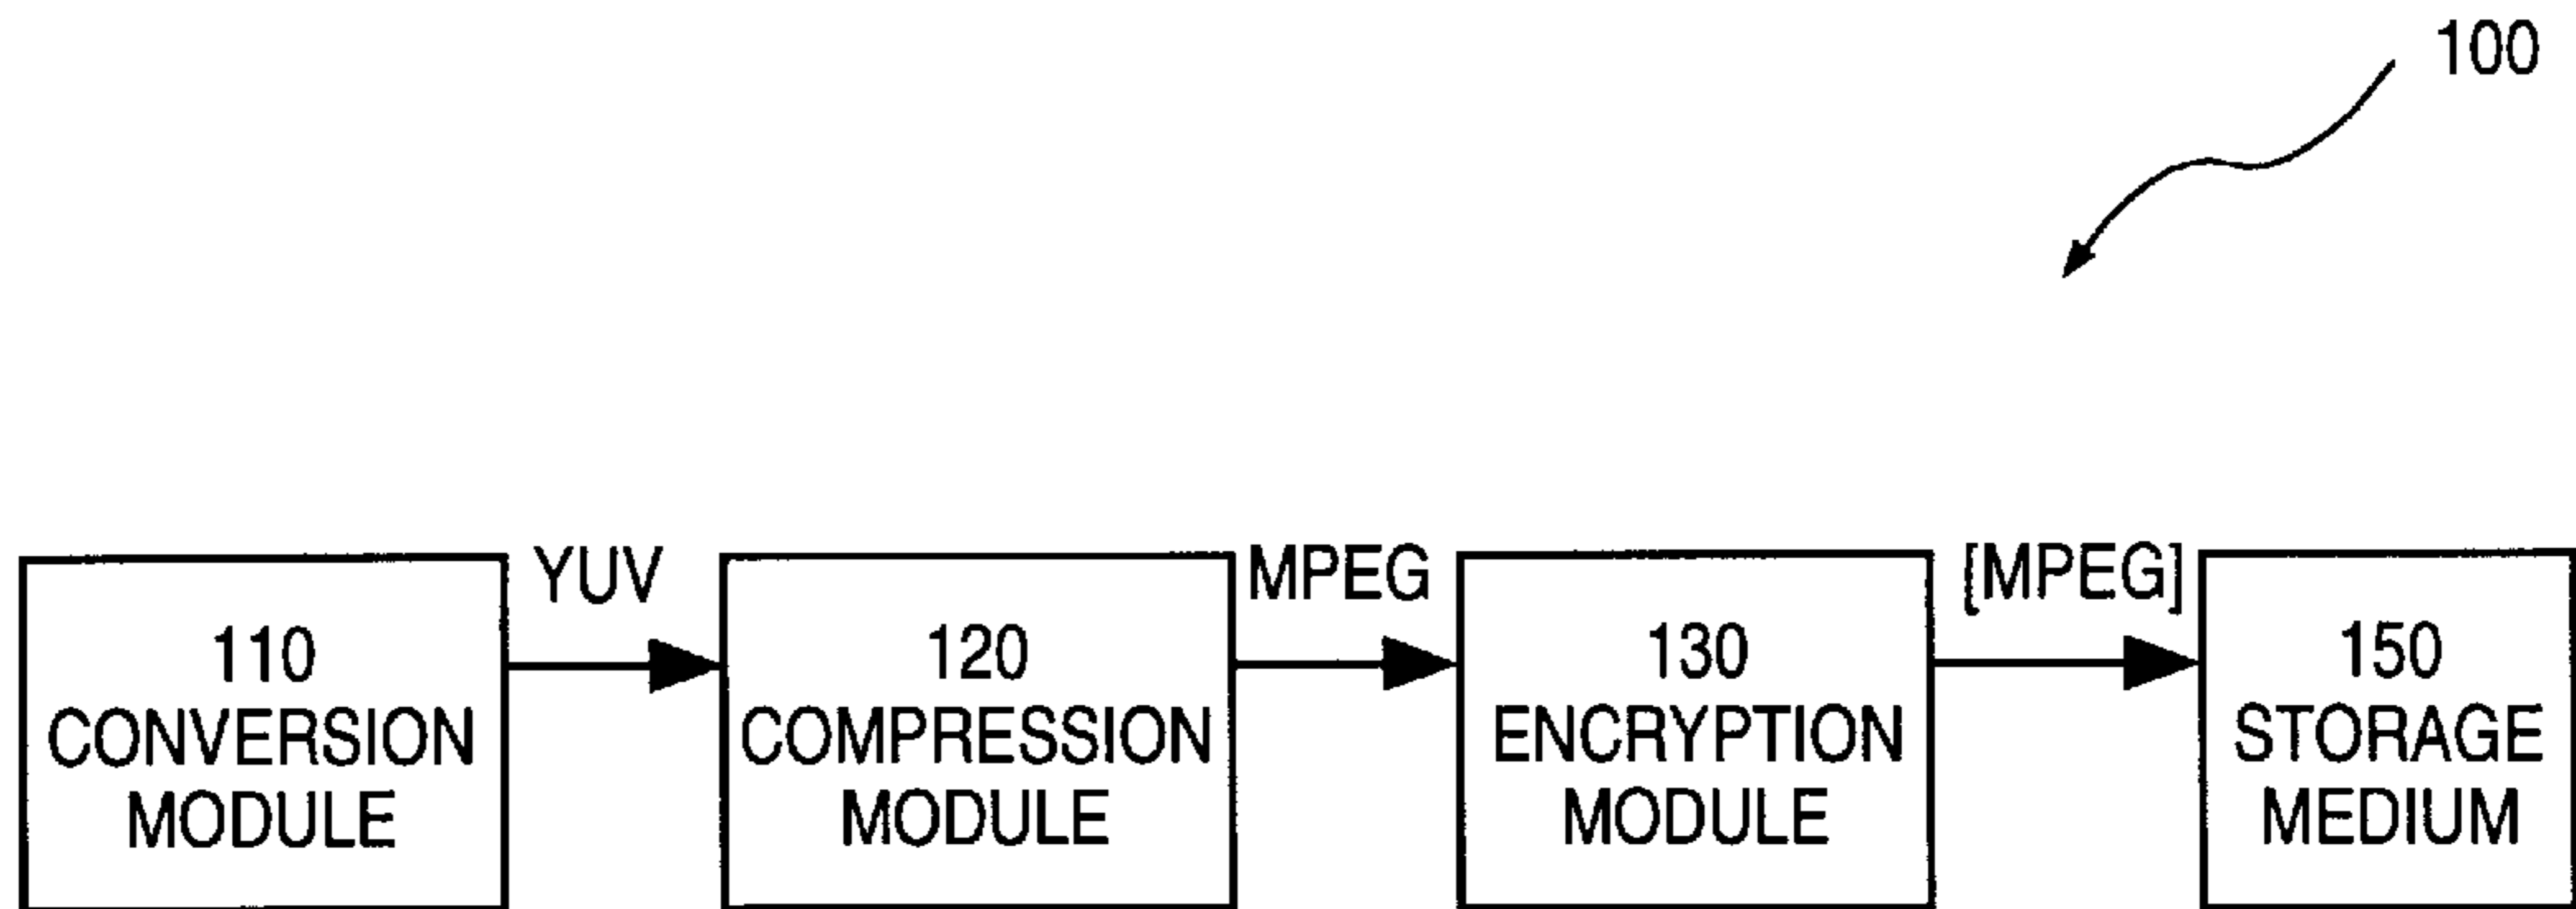 100
YUV
MPEG
[MPEG]
110
CONVERSION
MODULE
120
COMPRESSION
MODULE
130
ENCRYPTION
MODULE
150
STORAGE
MEDIUM